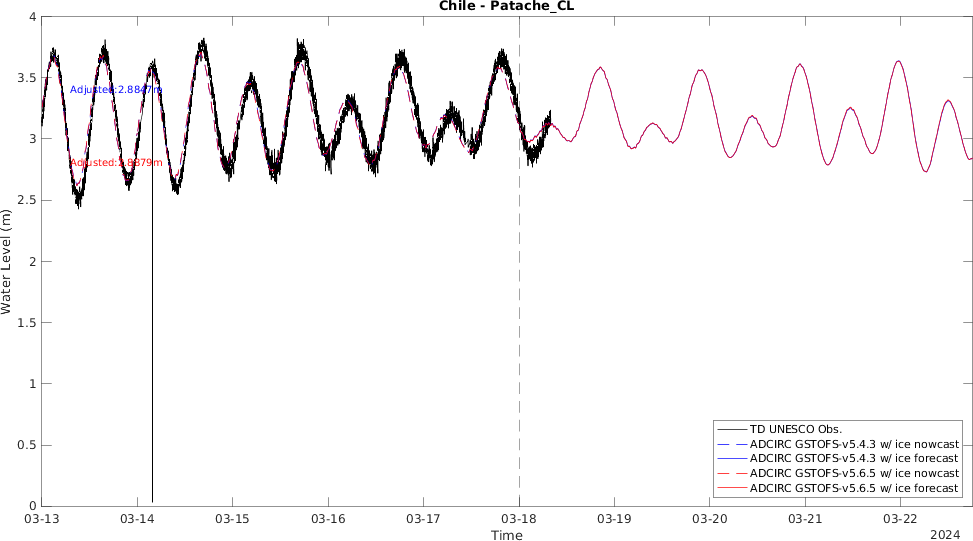 Chile - Patache_CL
4
3.5
3
2.5
2
1.5
1
0.5
0
Water Level (m)
Adjusted:2.8847m
Adjusted:2.8879m
03-13
03-14
03-15
03-16
03-17
03-18
03-19
03-20
03-21
03-22
Time
2024
TD UNESCO Obs.
ADCIRC GSTOFS-v5.4.3 w/ ice nowcast
ADCIRC GSTOFS-v5.4.3 w/ ice forecast
ADCIRC GSTOFS-v5.6.5 w/ ice nowcast
ADCIRC GSTOFS-v5.6.5 w/ ice forecast